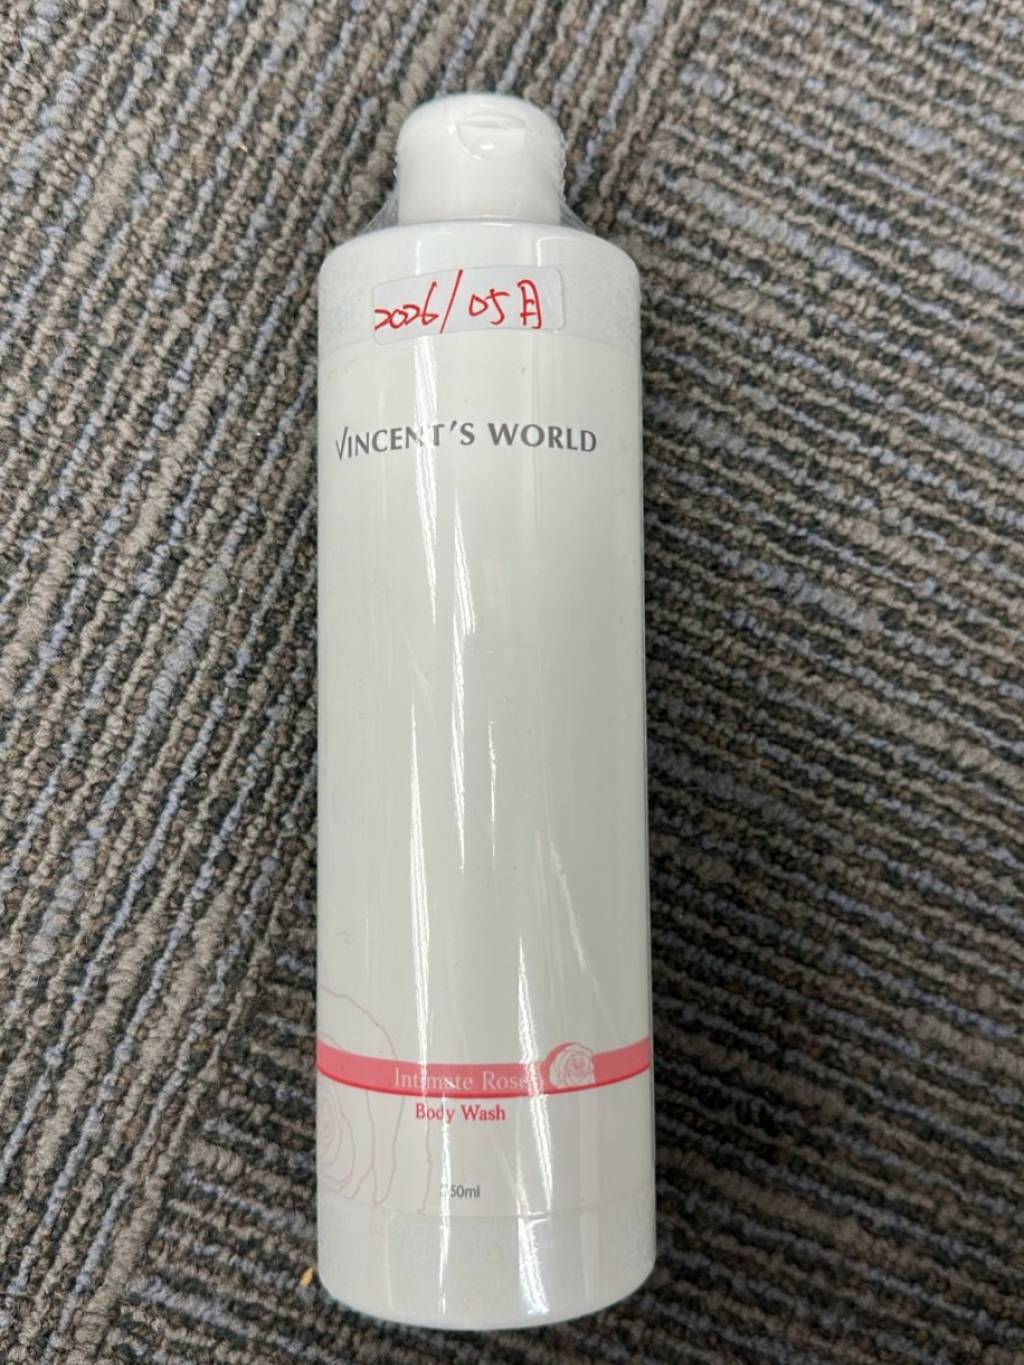 2026/05月
VINCENT'S WORLD
Intimate Rose
Body Wash